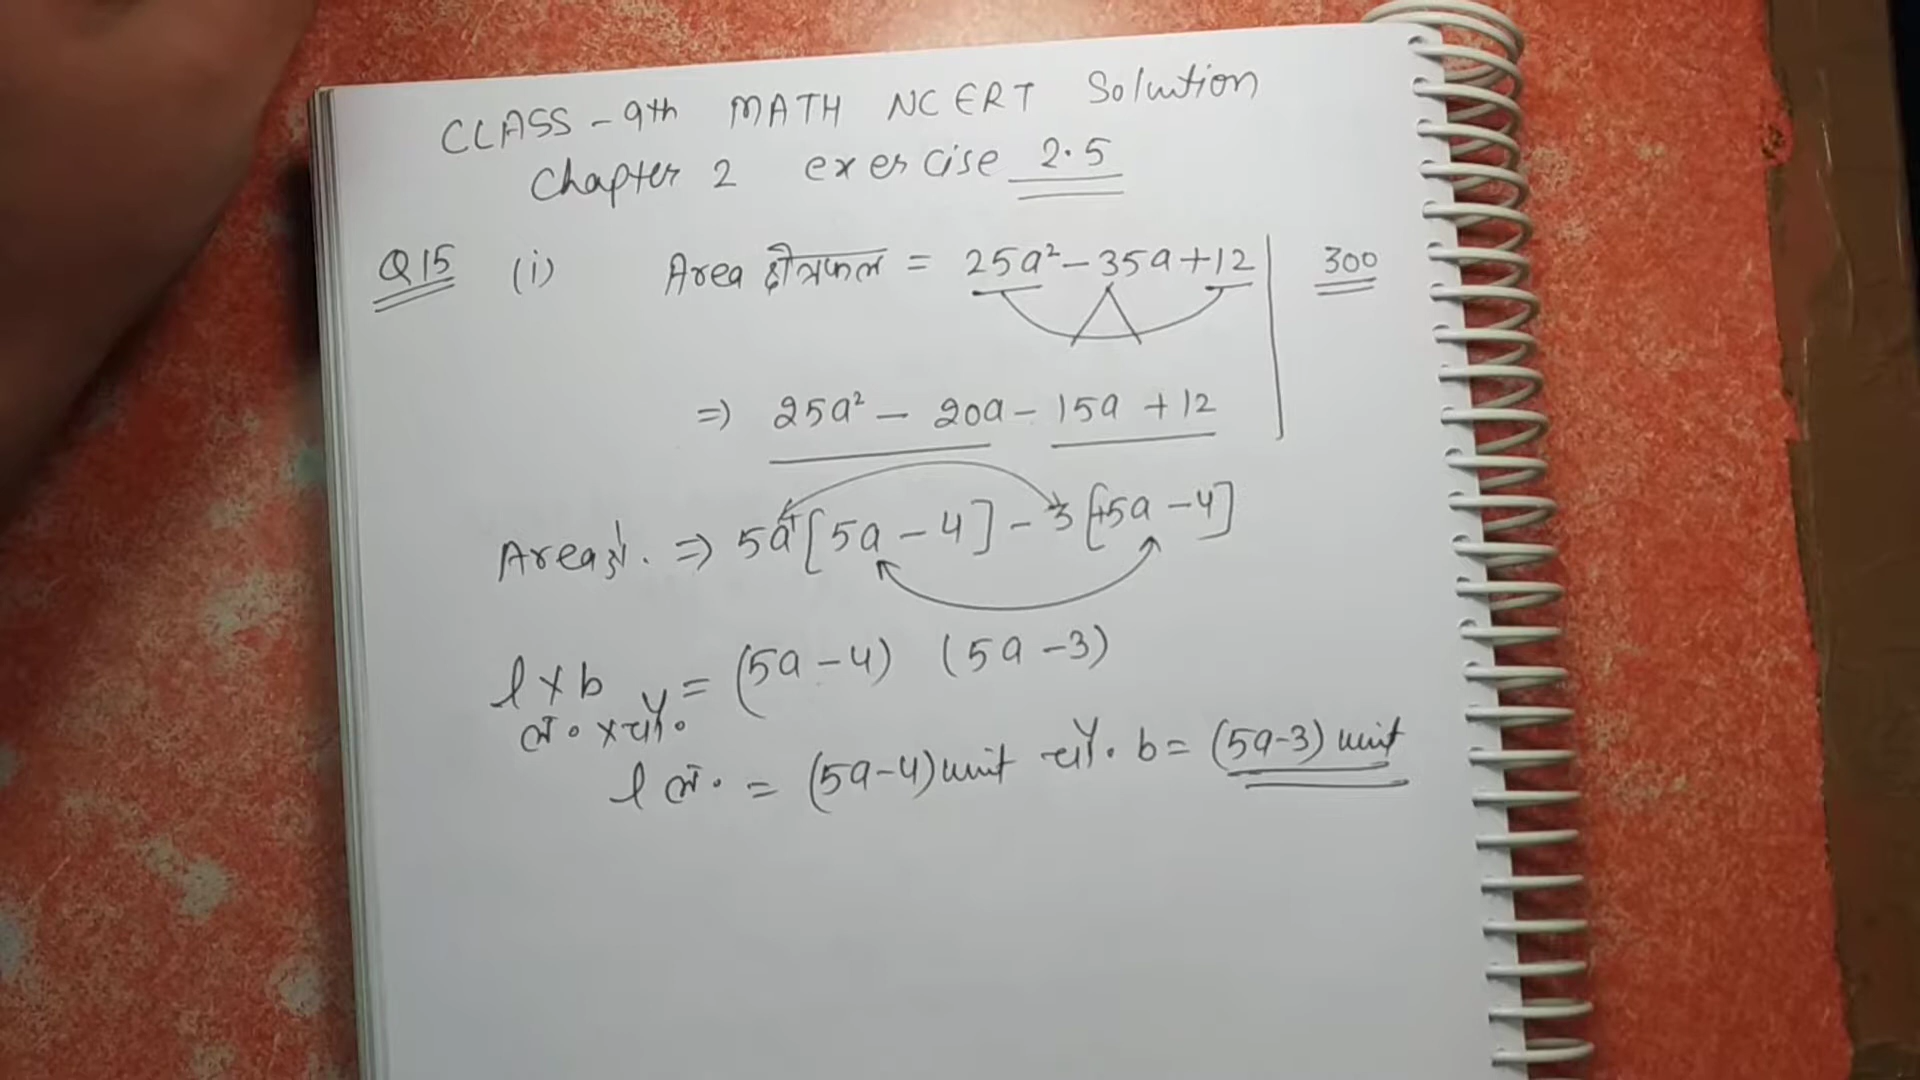 CLASS - 9th MATH NCERT Solution
Chapter 2 exercise 2.5
Q15 (i) Area क्षेत्रफल = 25a² - 35a + 12 | 300
=> 25a² - 20a - 15a + 12
Area क्षे. => 5a [5a - 4] - 3 [+5a - 4]
l x b = (5a - 4) (5a - 3)
लं० x चौ०
l लं. = (5a-4) unit चौ. b = (5a-3) unit